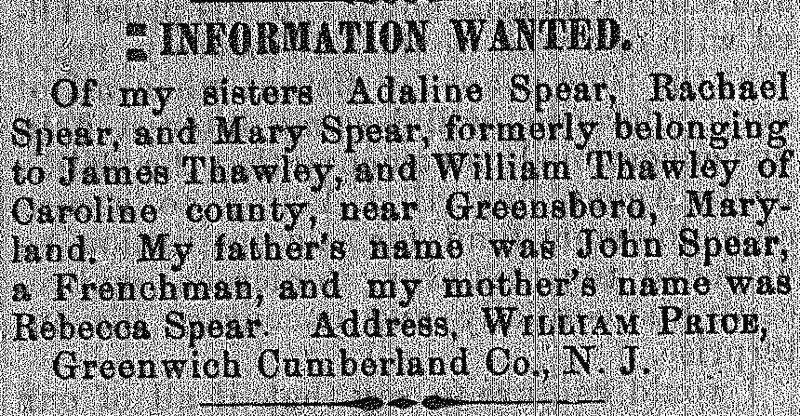 INFORMATION WANTED.
Of my sisters Adaline Spear, Rachael
Spear, and Mary Spear, formerly belonging
to James Thawley, and William Thawley of
Caroline county, near Greensboro, Mary-
land. My father's name was John Spear,
a Frenchman, and my mother's name was
Rebecca Spear. Address, WILLIAM PRICE,
Greenwich Cumberland Co., N. J.